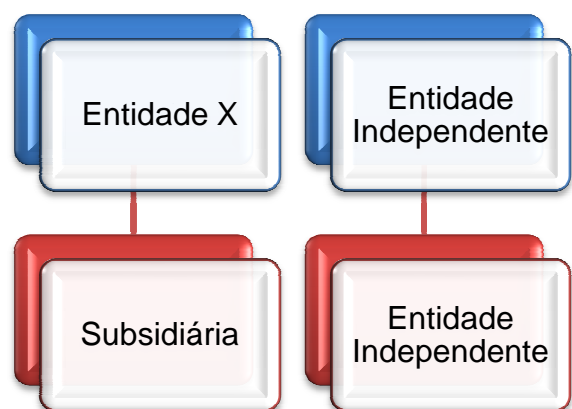 Entidade X
Entidade
Independente
Subsidiária
Entidade
Independente